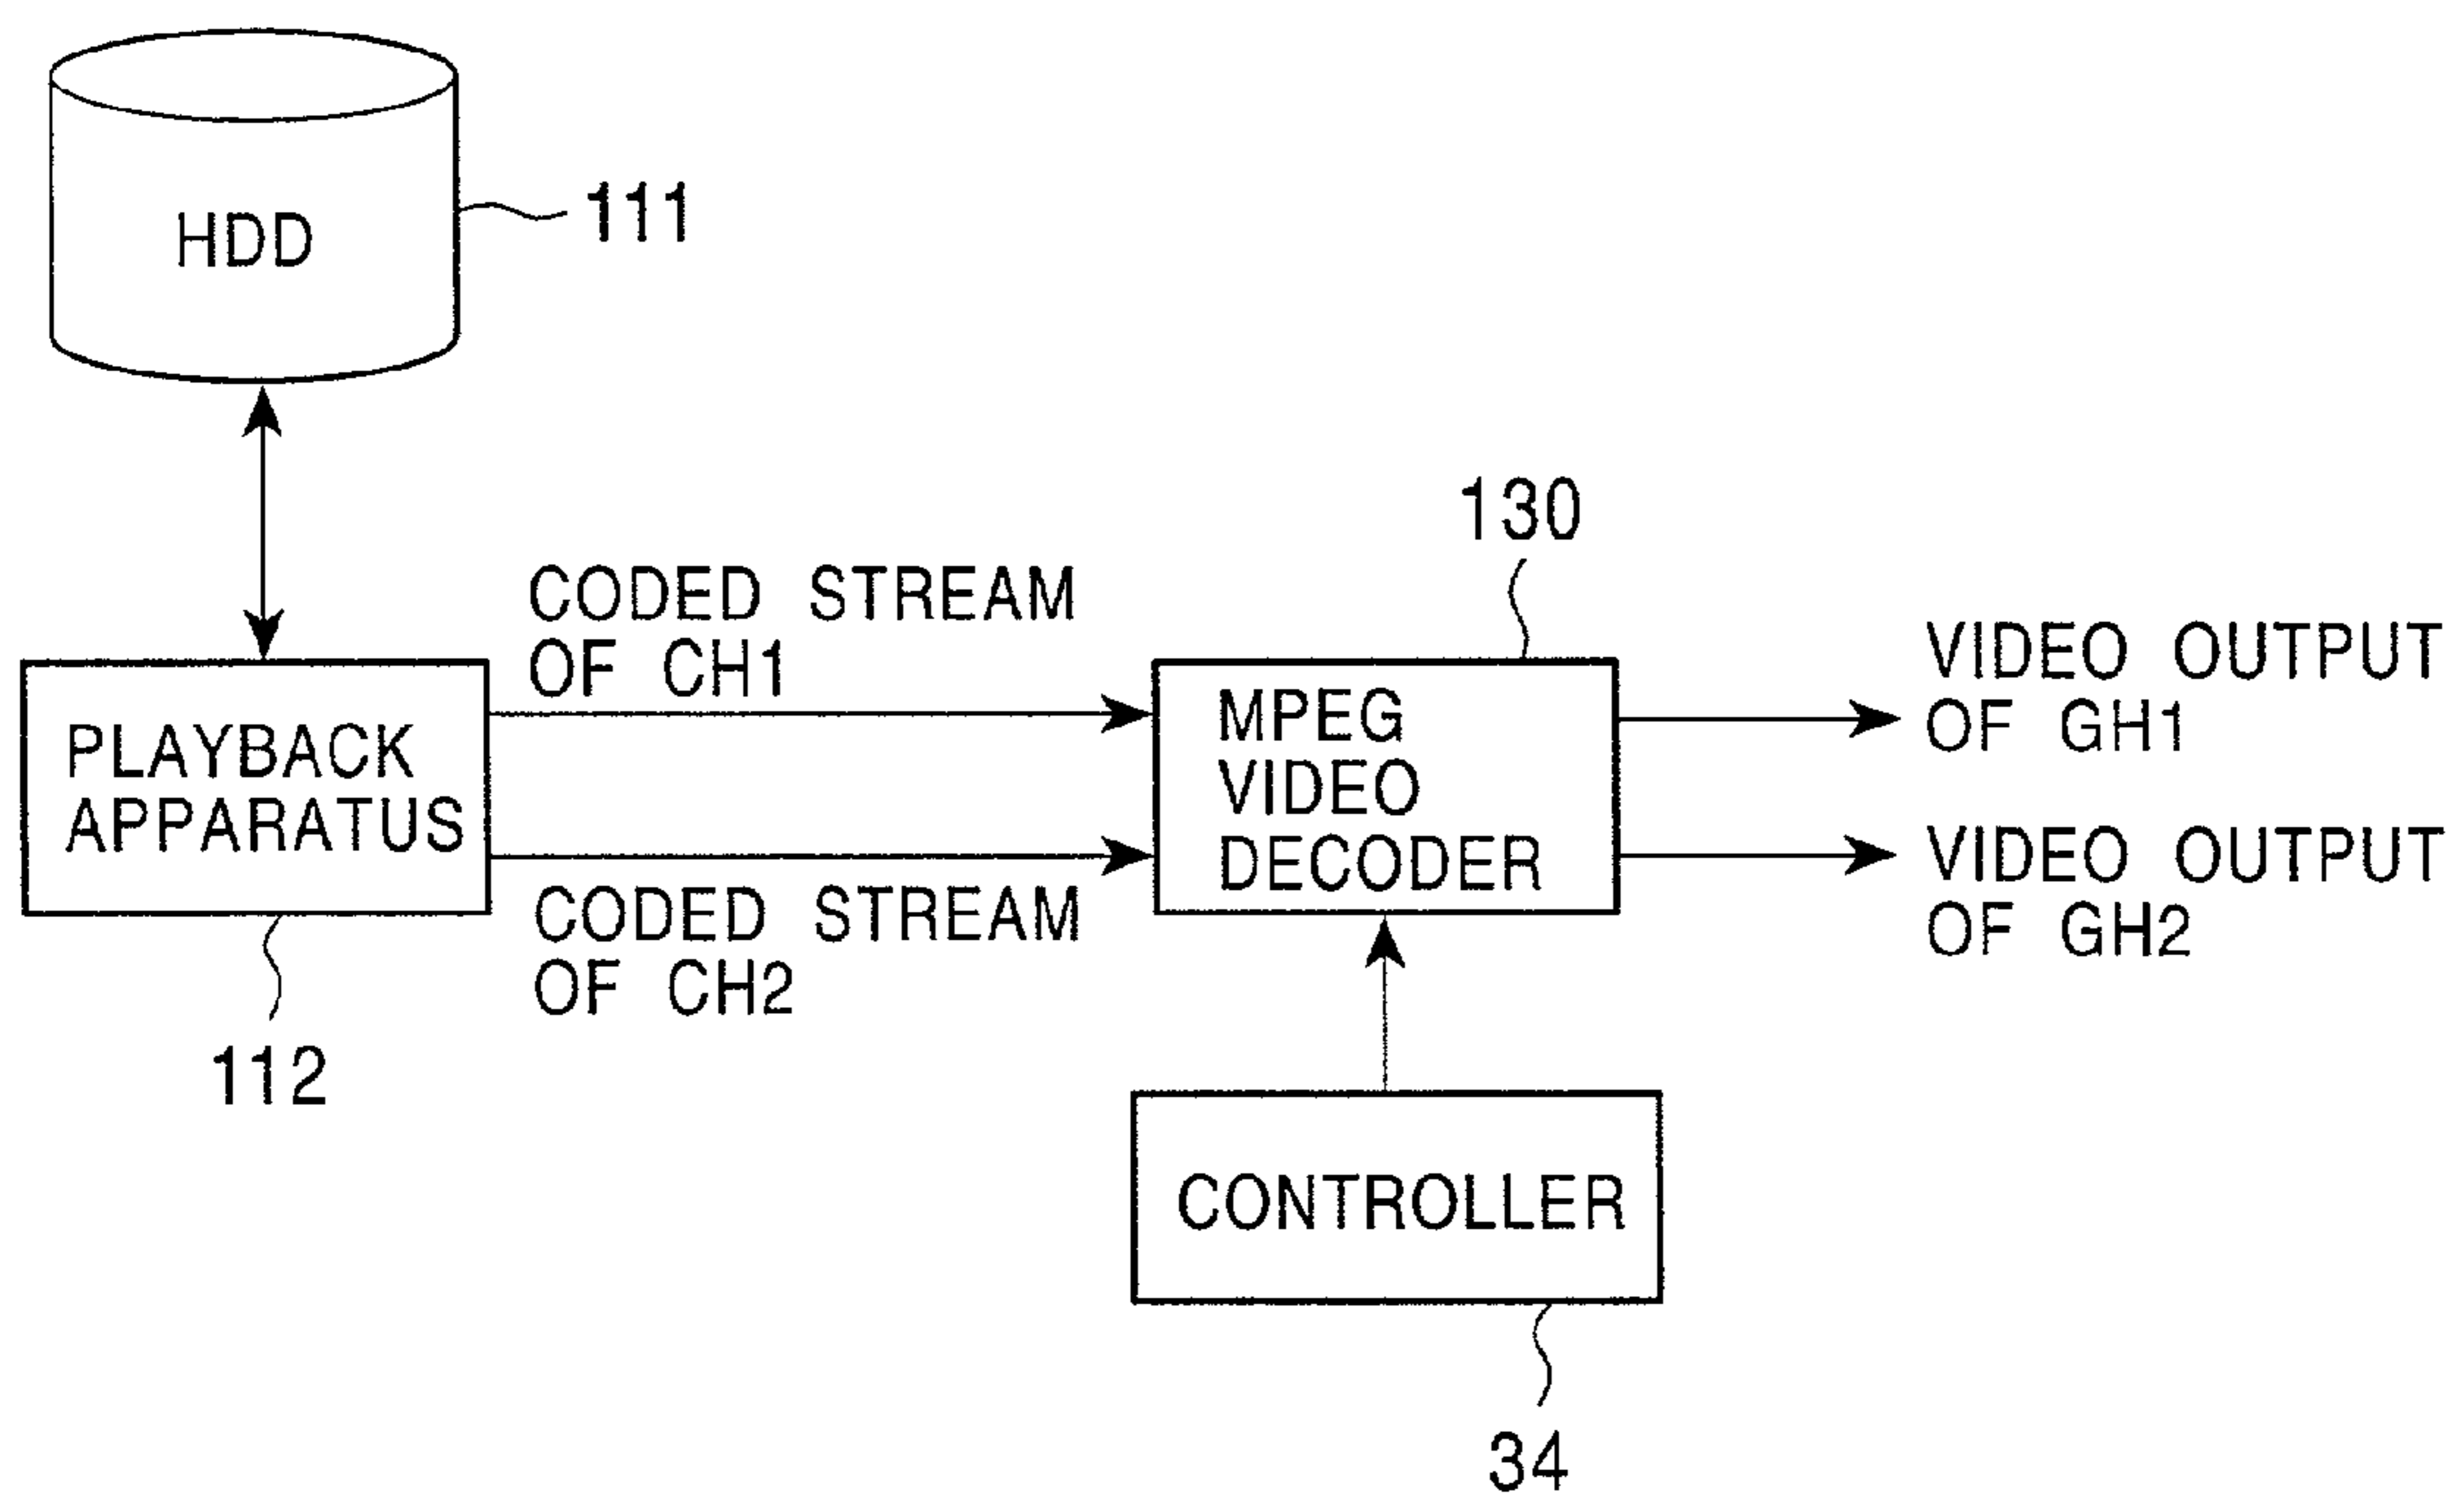 HDD
111
130
CODED STREAM
OF CH1
PLAYBACK
APPARATUS
112
CODED STREAM
OF CH2
MPEG
VIDEO
DECODER
VIDEO OUTPUT
OF GH1
VIDEO OUTPUT
OF GH2
CONTROLLER
34